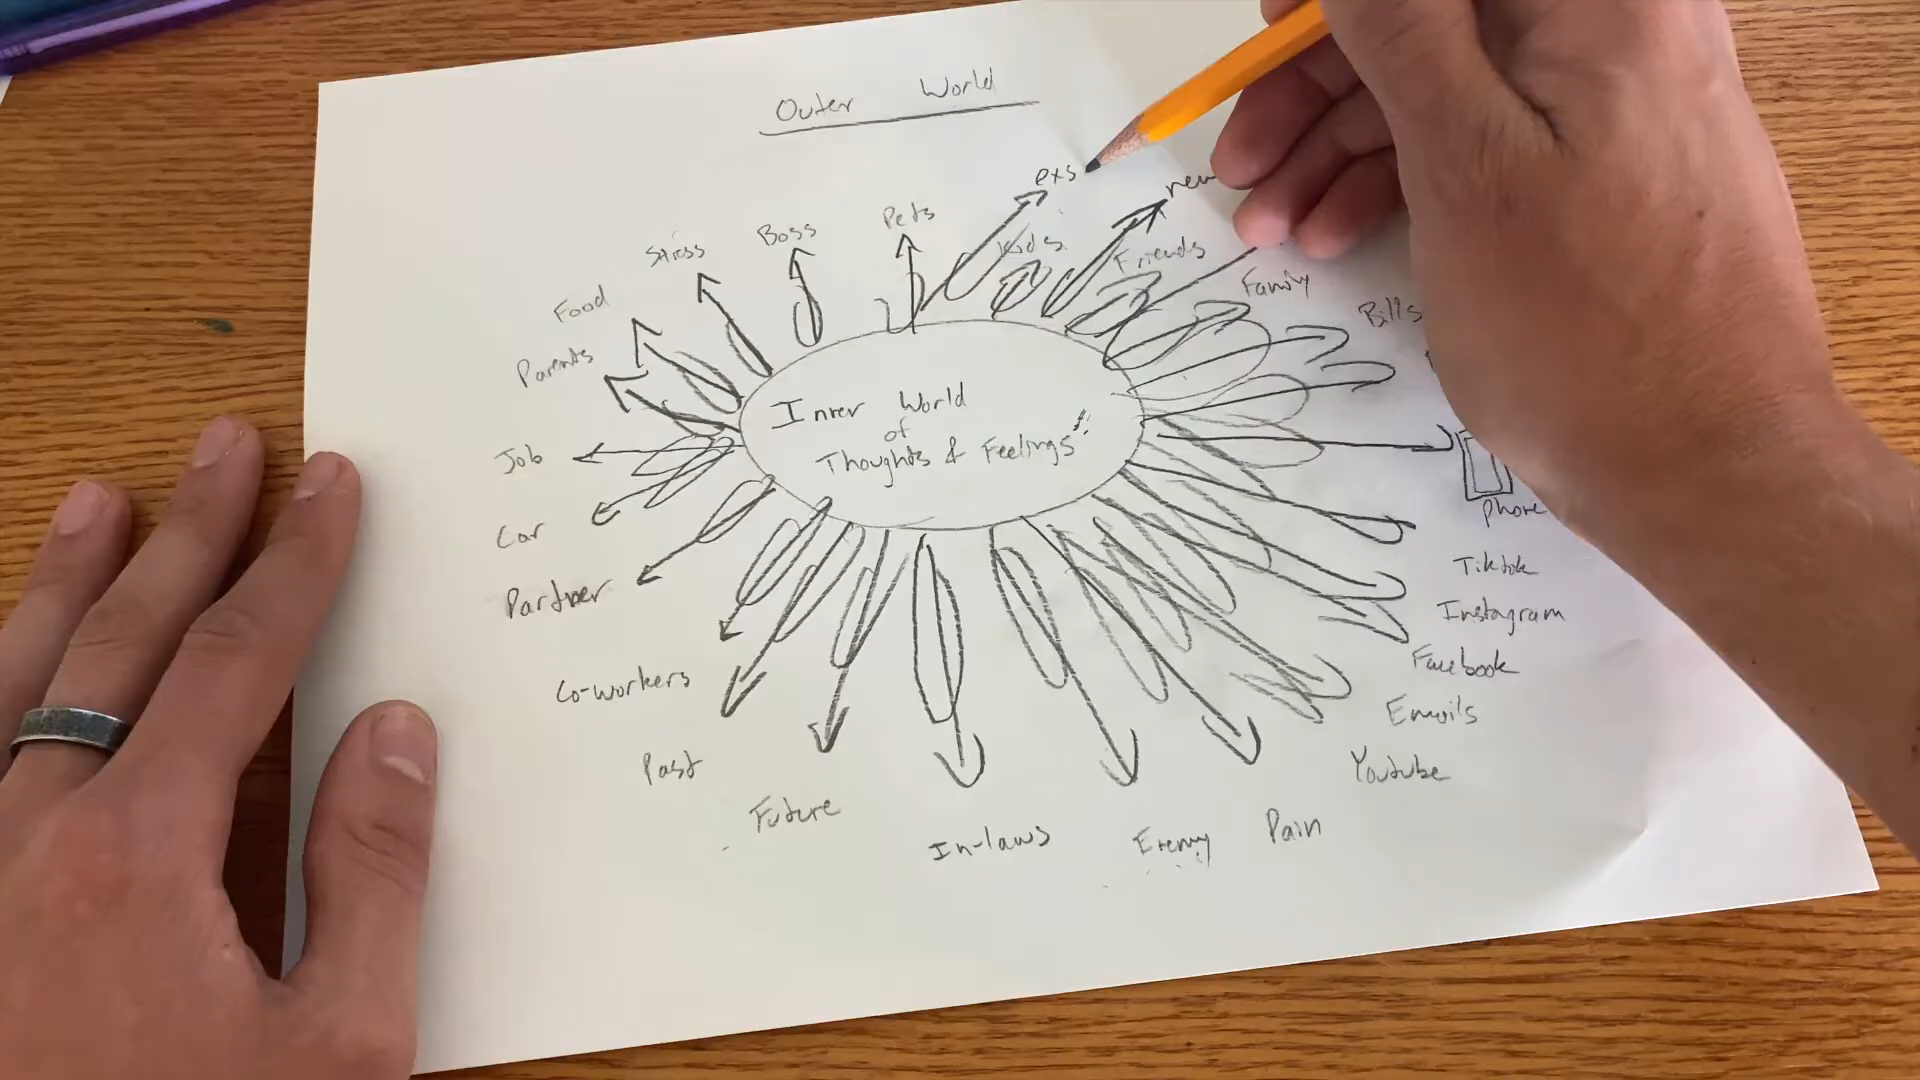 Outer World
exs
Pets
Boss
Stress
Kids
Friends
Family
Food
Bills
Parents
Inner World
of
Thoughts & Feelings!!
Job
Car
Phone
Tiktok
Partner
Instagram
Facebook
Co-workers
Emails
Past
Youtube
Future
In-laws
Enemy
Pain